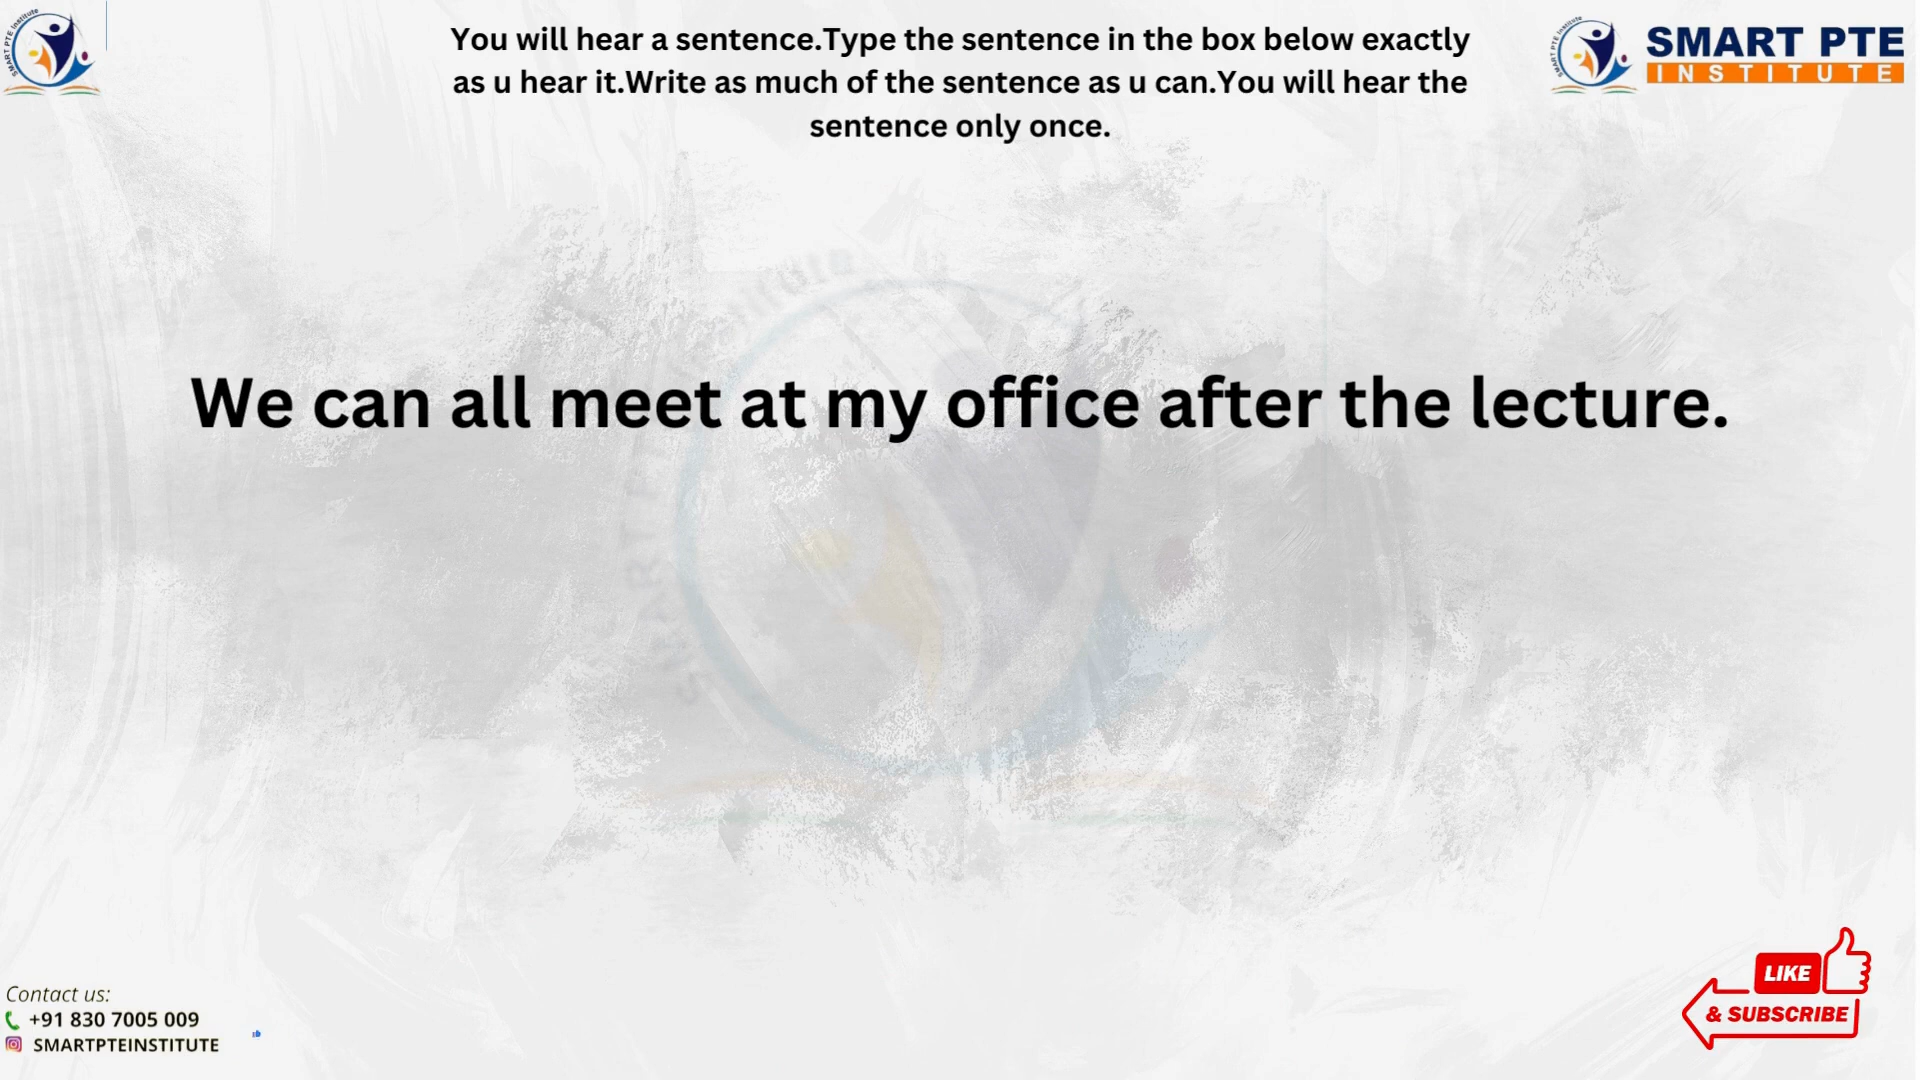 You will hear a sentence.Type the sentence in the box below exactly
as u hear it.Write as much of the sentence as u can.You will hear the
sentence only once.
SMART PTE
INSTITUTE
We can all meet at my office after the lecture.
Contact us:
+91 830 7005 009
SMARTPTEINSTITUTE
LIKE
& SUBSCRIBE